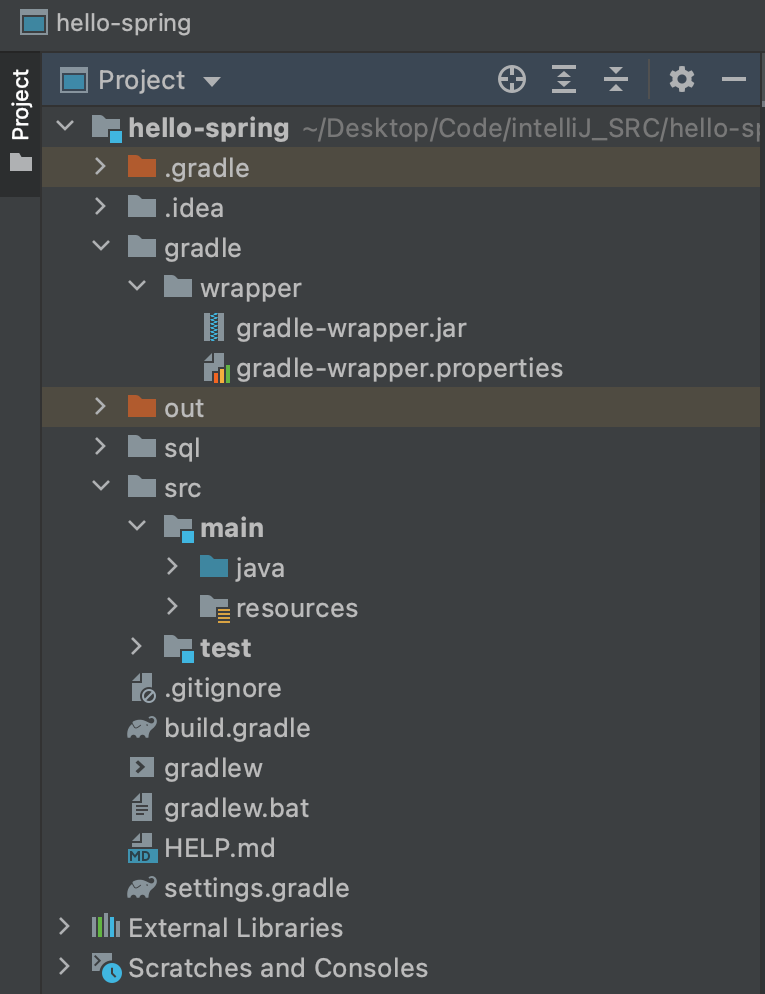 hello-spring
Project
Project
hello-spring ~/Desktop/Code/intelliJ_SRC/hello-sp
.gradle
.idea
gradle
wrapper
gradle-wrapper.jar
gradle-wrapper.properties
out
sql
src
main
java
resources
test
.gitignore
build.gradle
gradlew
gradlew.bat
MD HELP.md
settings.gradle
External Libraries
Scratches and Consoles